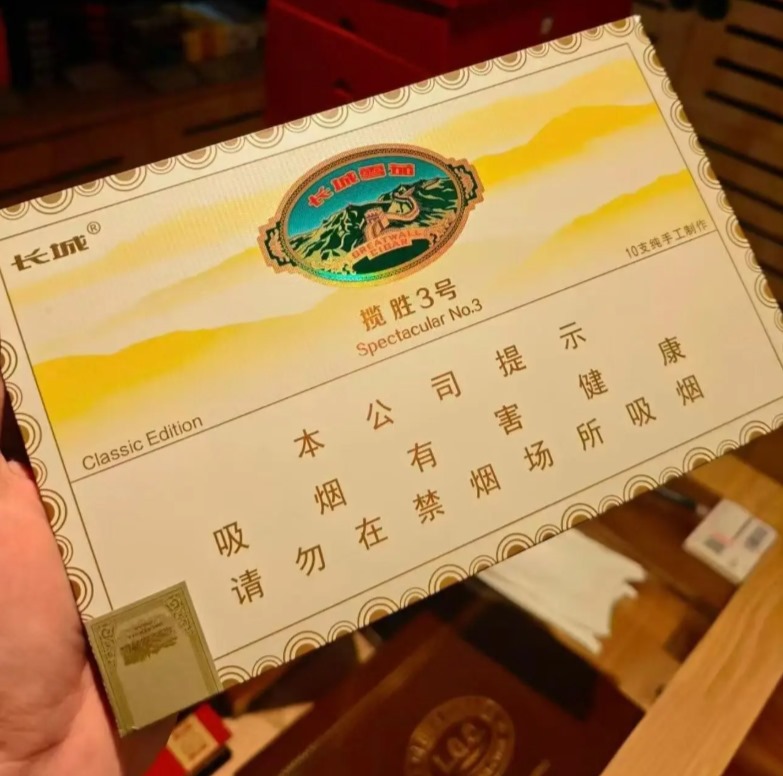 长城®
长城雪茄
GREATWALL
CIGAR
揽胜3号
Spectacular No.3
10支纯手工制作
Classic Edition
本公司提示
吸烟有害健康
请勿在禁烟场所吸烟